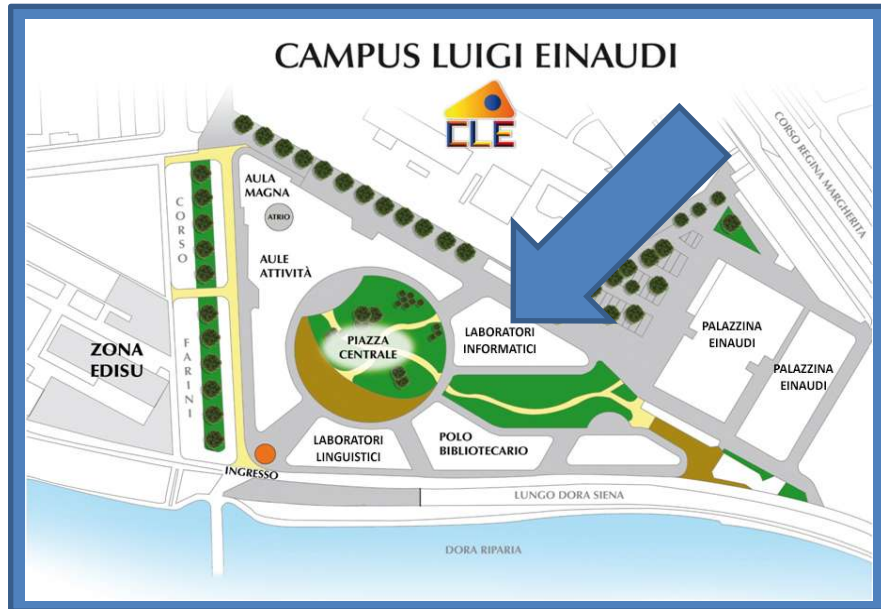 CAMPUS LUIGI EINAUDI
CLE
CORSO REGINA MARGHERITA
AULA
MAGNA
ATRIO
CORSO
AULE
ATTIVITÀ
LABORATORI
INFORMATICI
PALAZZINA
EINAUDI
PIAZZA
CENTRALE
ZONA
EDISU
FARINI
PALAZZINA
EINAUDI
LABORATORI
LINGUISTICI
POLO
BIBLIOTECARIO
INGRESSO
LUNGO DORA SIENA
DORA RIPARIA